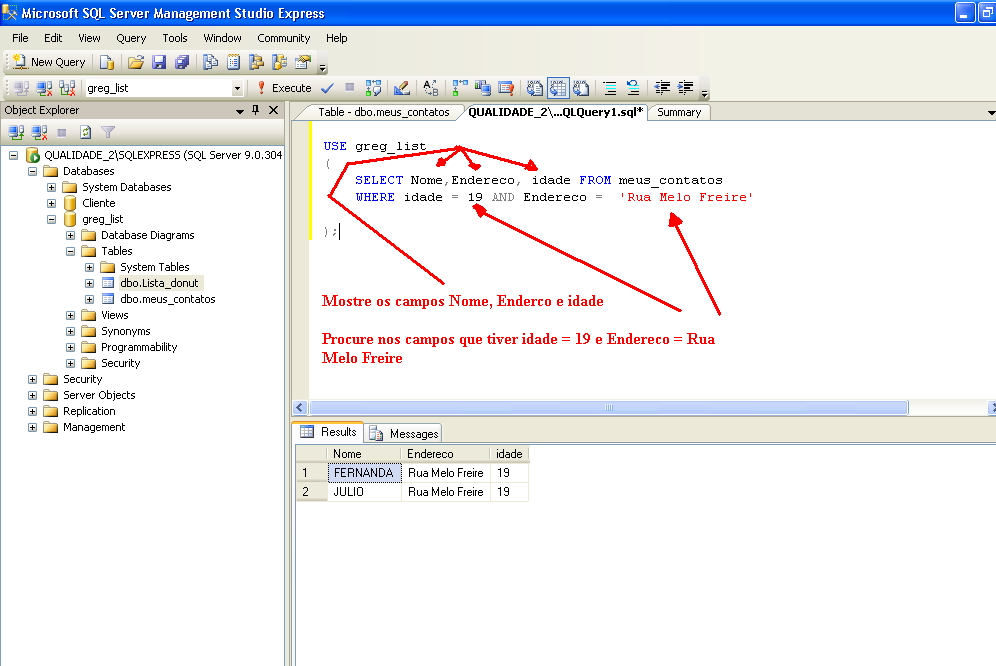 Microsoft SQL Server Management Studio Express
File Edit View Query Tools Window Community Help
New Query
greg_list Execute
Object Explorer
QUALIDADE_2\SQLEXPRESS (SQL Server 9.0.304
Databases
System Databases
Cliente
greg_list
Database Diagrams
Tables
System Tables
dbo.Lista_donut
dbo.meus_contatos
Views
Synonyms
Programmability
Security
Security
Server Objects
Replication
Management
Table - dbo.meus_contatos QUALIDADE_2\...QLQuery1.sql* Summary
USE greg_list
(
SELECT Nome,Endereco, idade FROM meus_contatos
WHERE idade = 19 AND Endereco = 'Rua Melo Freire'
);
Mostre os campos Nome, Enderco e idade
Procure nos campos que tiver idade = 19 e Endereco = Rua
Melo Freire
Results Messages
Nome Endereco idade
1 FERNANDA Rua Melo Freire 19
2 JULIO Rua Melo Freire 19